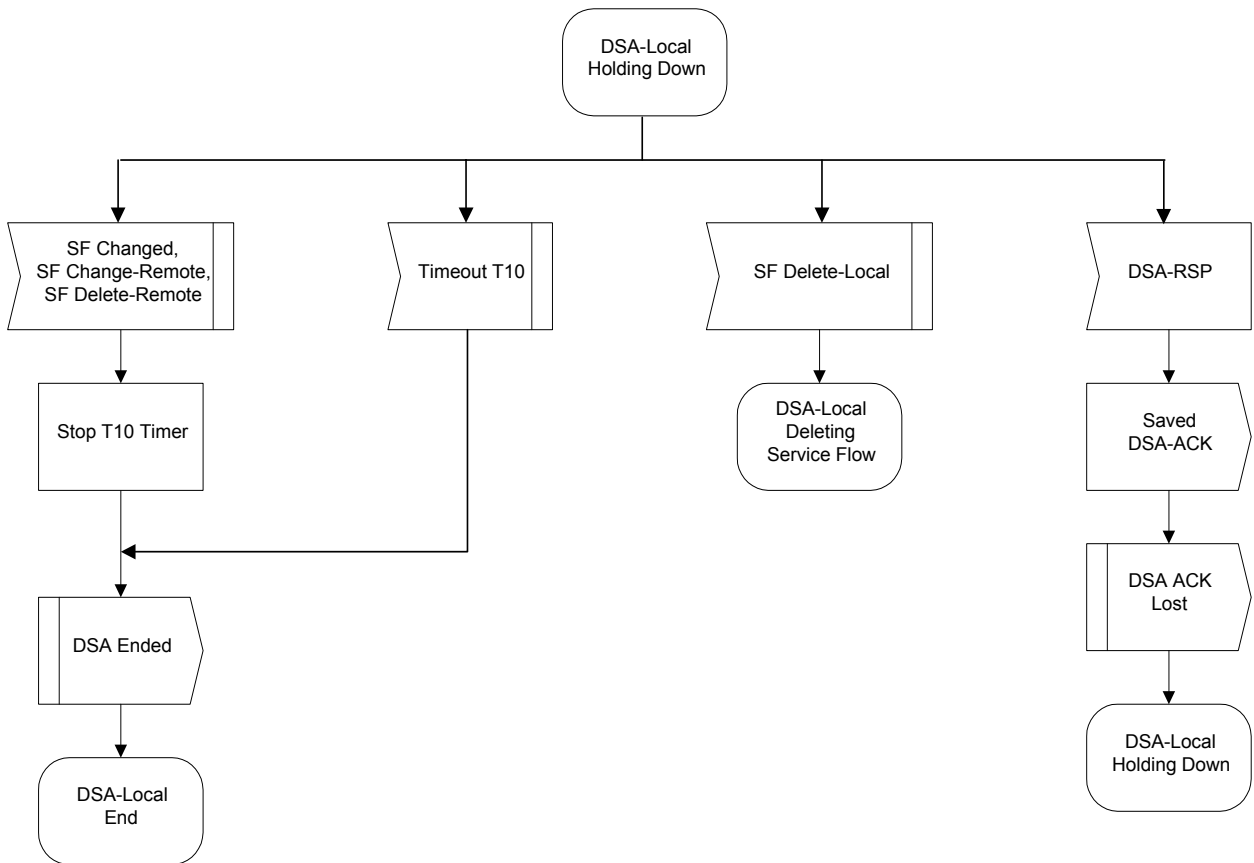 DSA-Local
Holding Down
SF Changed,
SF Change-Remote,
SF Delete-Remote
Timeout T10
SF Delete-Local
DSA-RSP
Stop T10 Timer
DSA-Local
Deleting
Service Flow
Saved
DSA-ACK
DSA Ended
DSA ACK
Lost
DSA-Local
End
DSA-Local
Holding Down